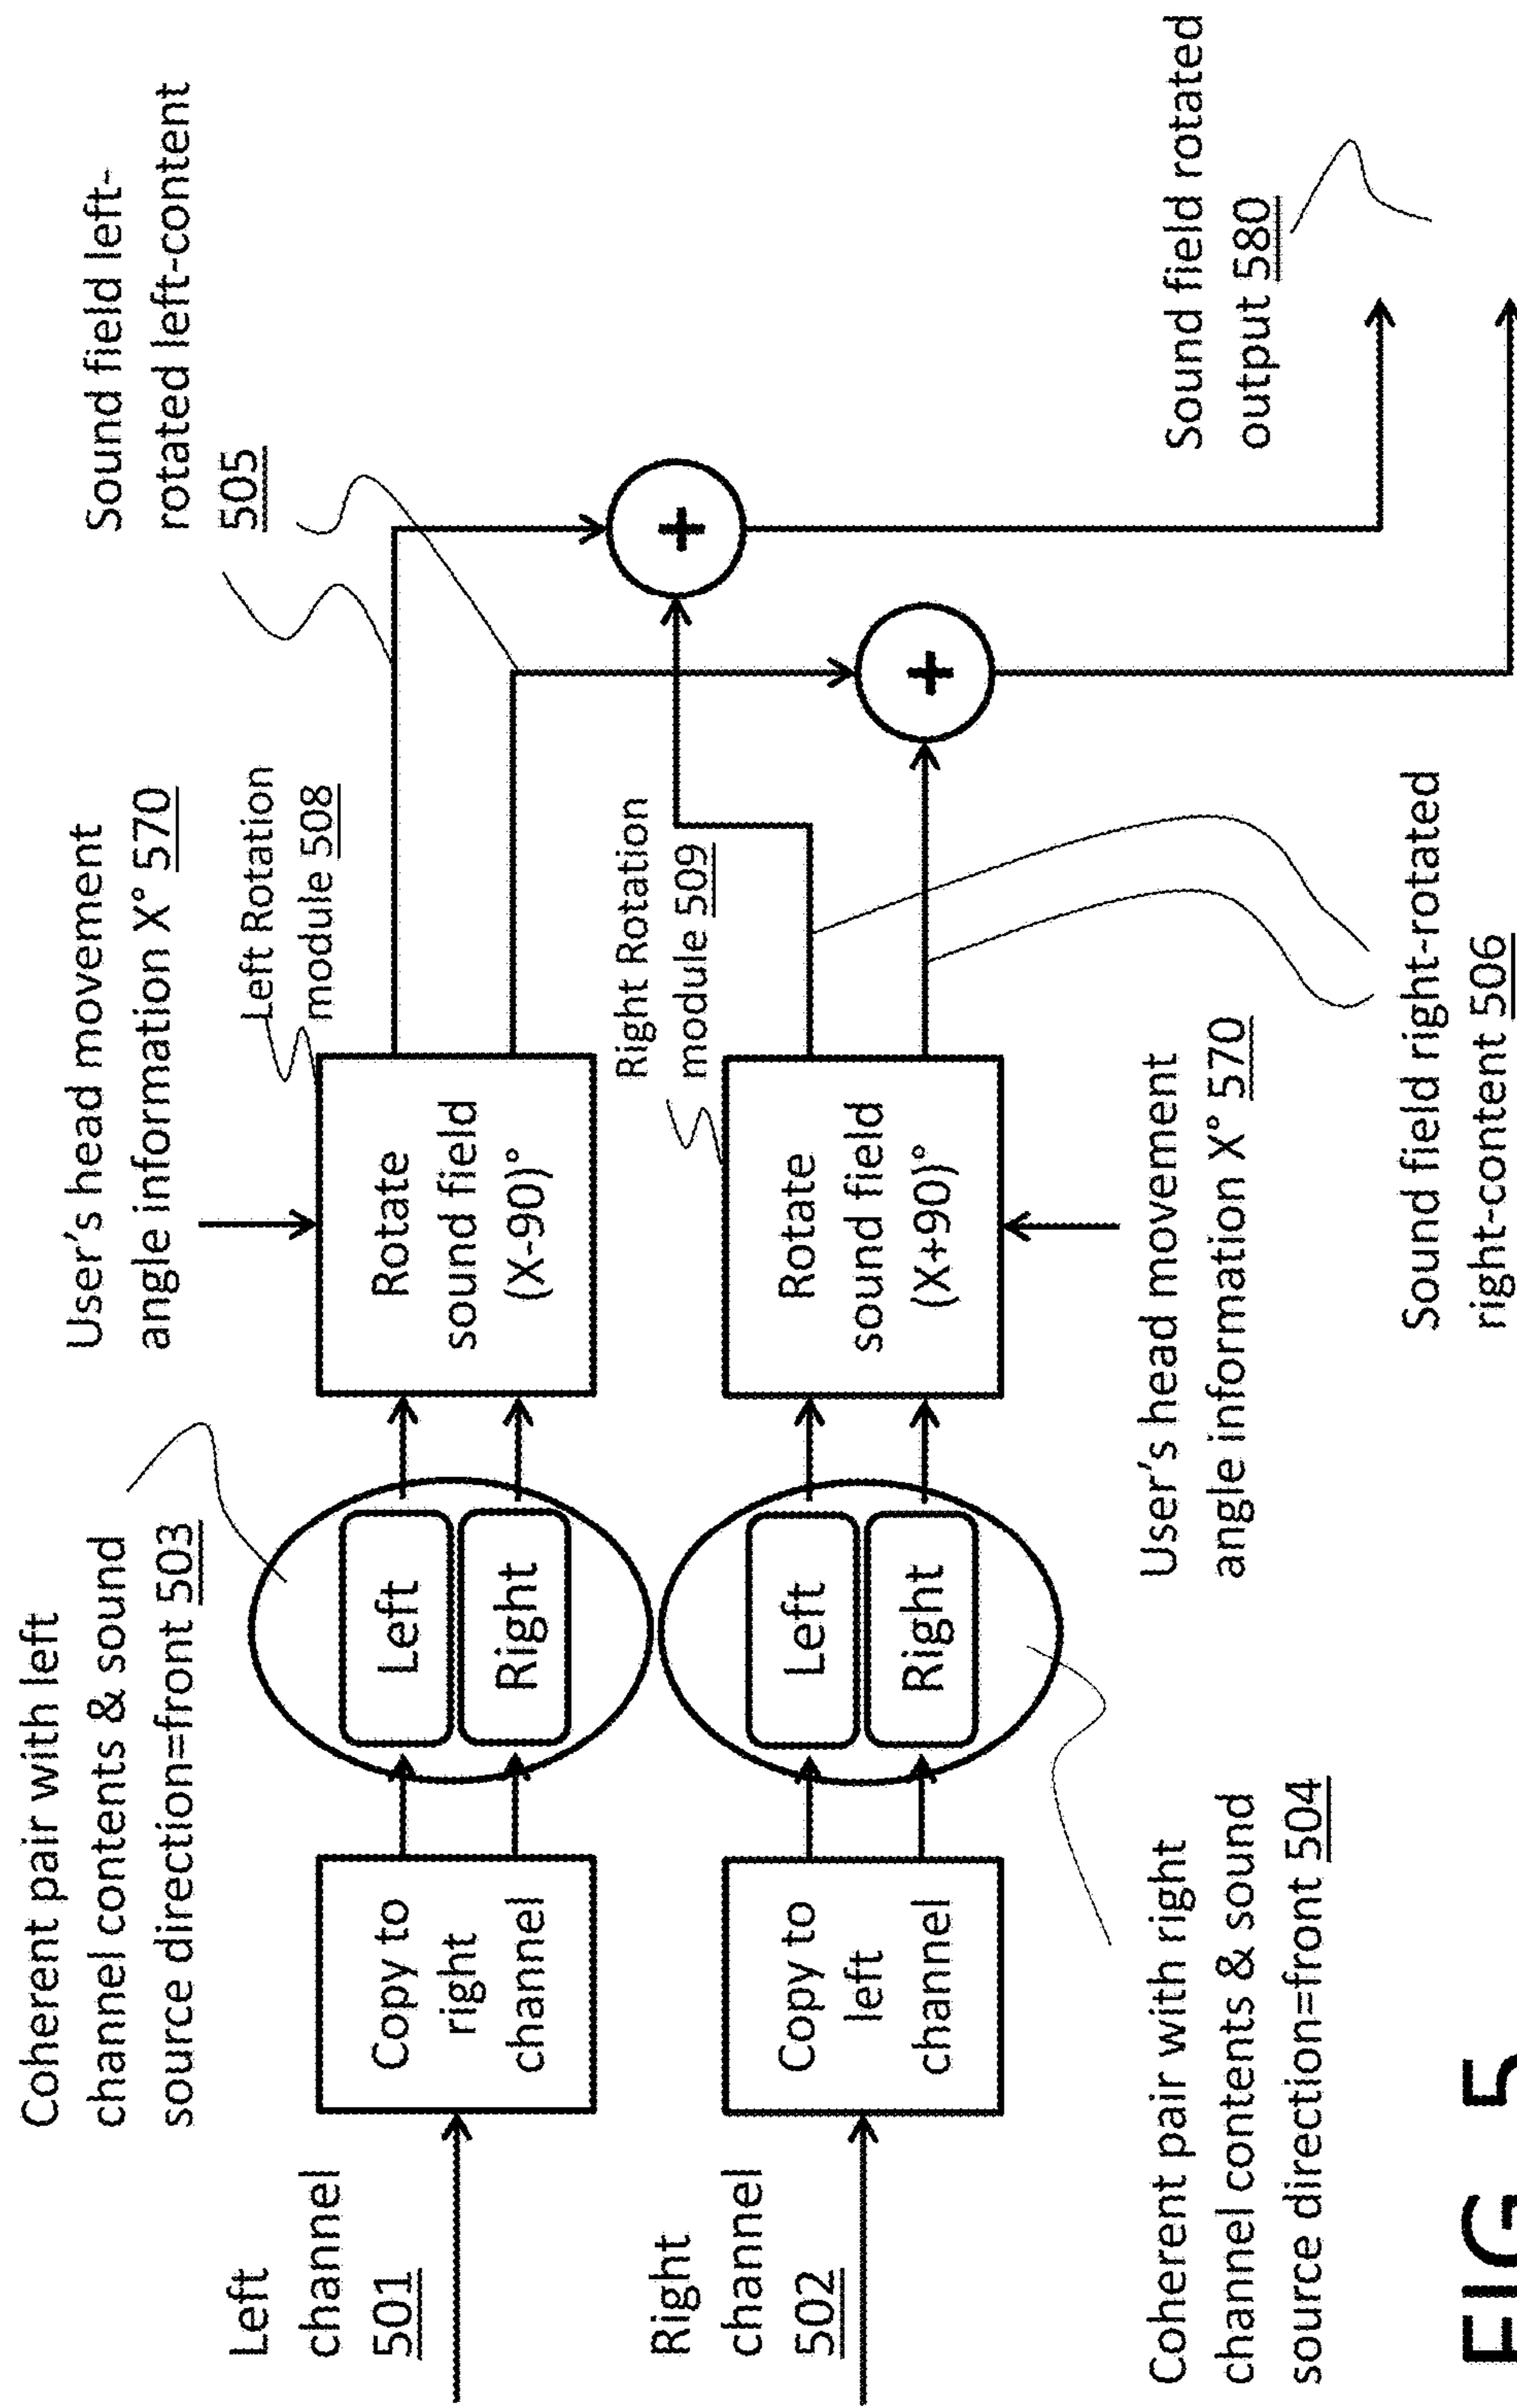 Left
channel
501
Right
channel
502
Coherent pair with left
channel contents & sound
source direction=front 503
Copy to
right
channel
Copy to
left
channel
Coherent pair with right
channel contents & sound
source direction=front 504
Left
Right
Left
Right
User's head movement
angle information X° 570
Left Rotation
module 508
Rotate
sound field
(X-90)°
Right Rotation
module 509
Rotate
sound field
(X+90)°
User's head movement
angle information X° 570
Sound field left-
rotated left-content
505
+
+
Sound field right-rotated
right-content 506
Sound field rotated
output 580
FIG. 5